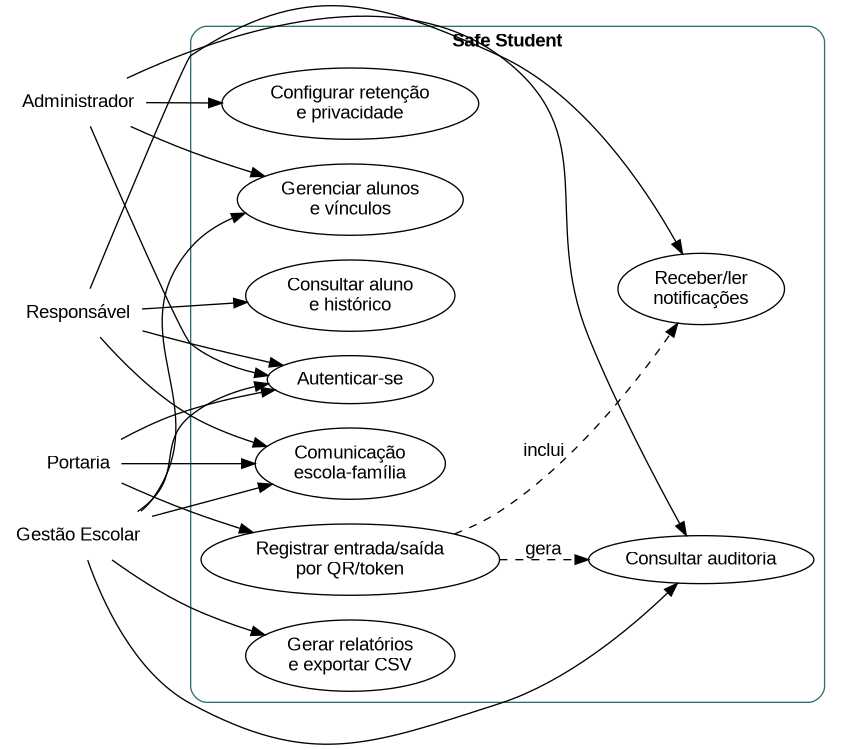 Safe Student
Administrador
Configurar retenção
e privacidade
Gerenciar alunos
e vínculos
Receber/ler
notificações
Consultar aluno
e histórico
Responsável
Autenticar-se
Comunicação
escola-família
inclui
Portaria
Gestão Escolar
Registrar entrada/saída
por QR/token
gera
Consultar auditoria
Gerar relatórios
e exportar CSV